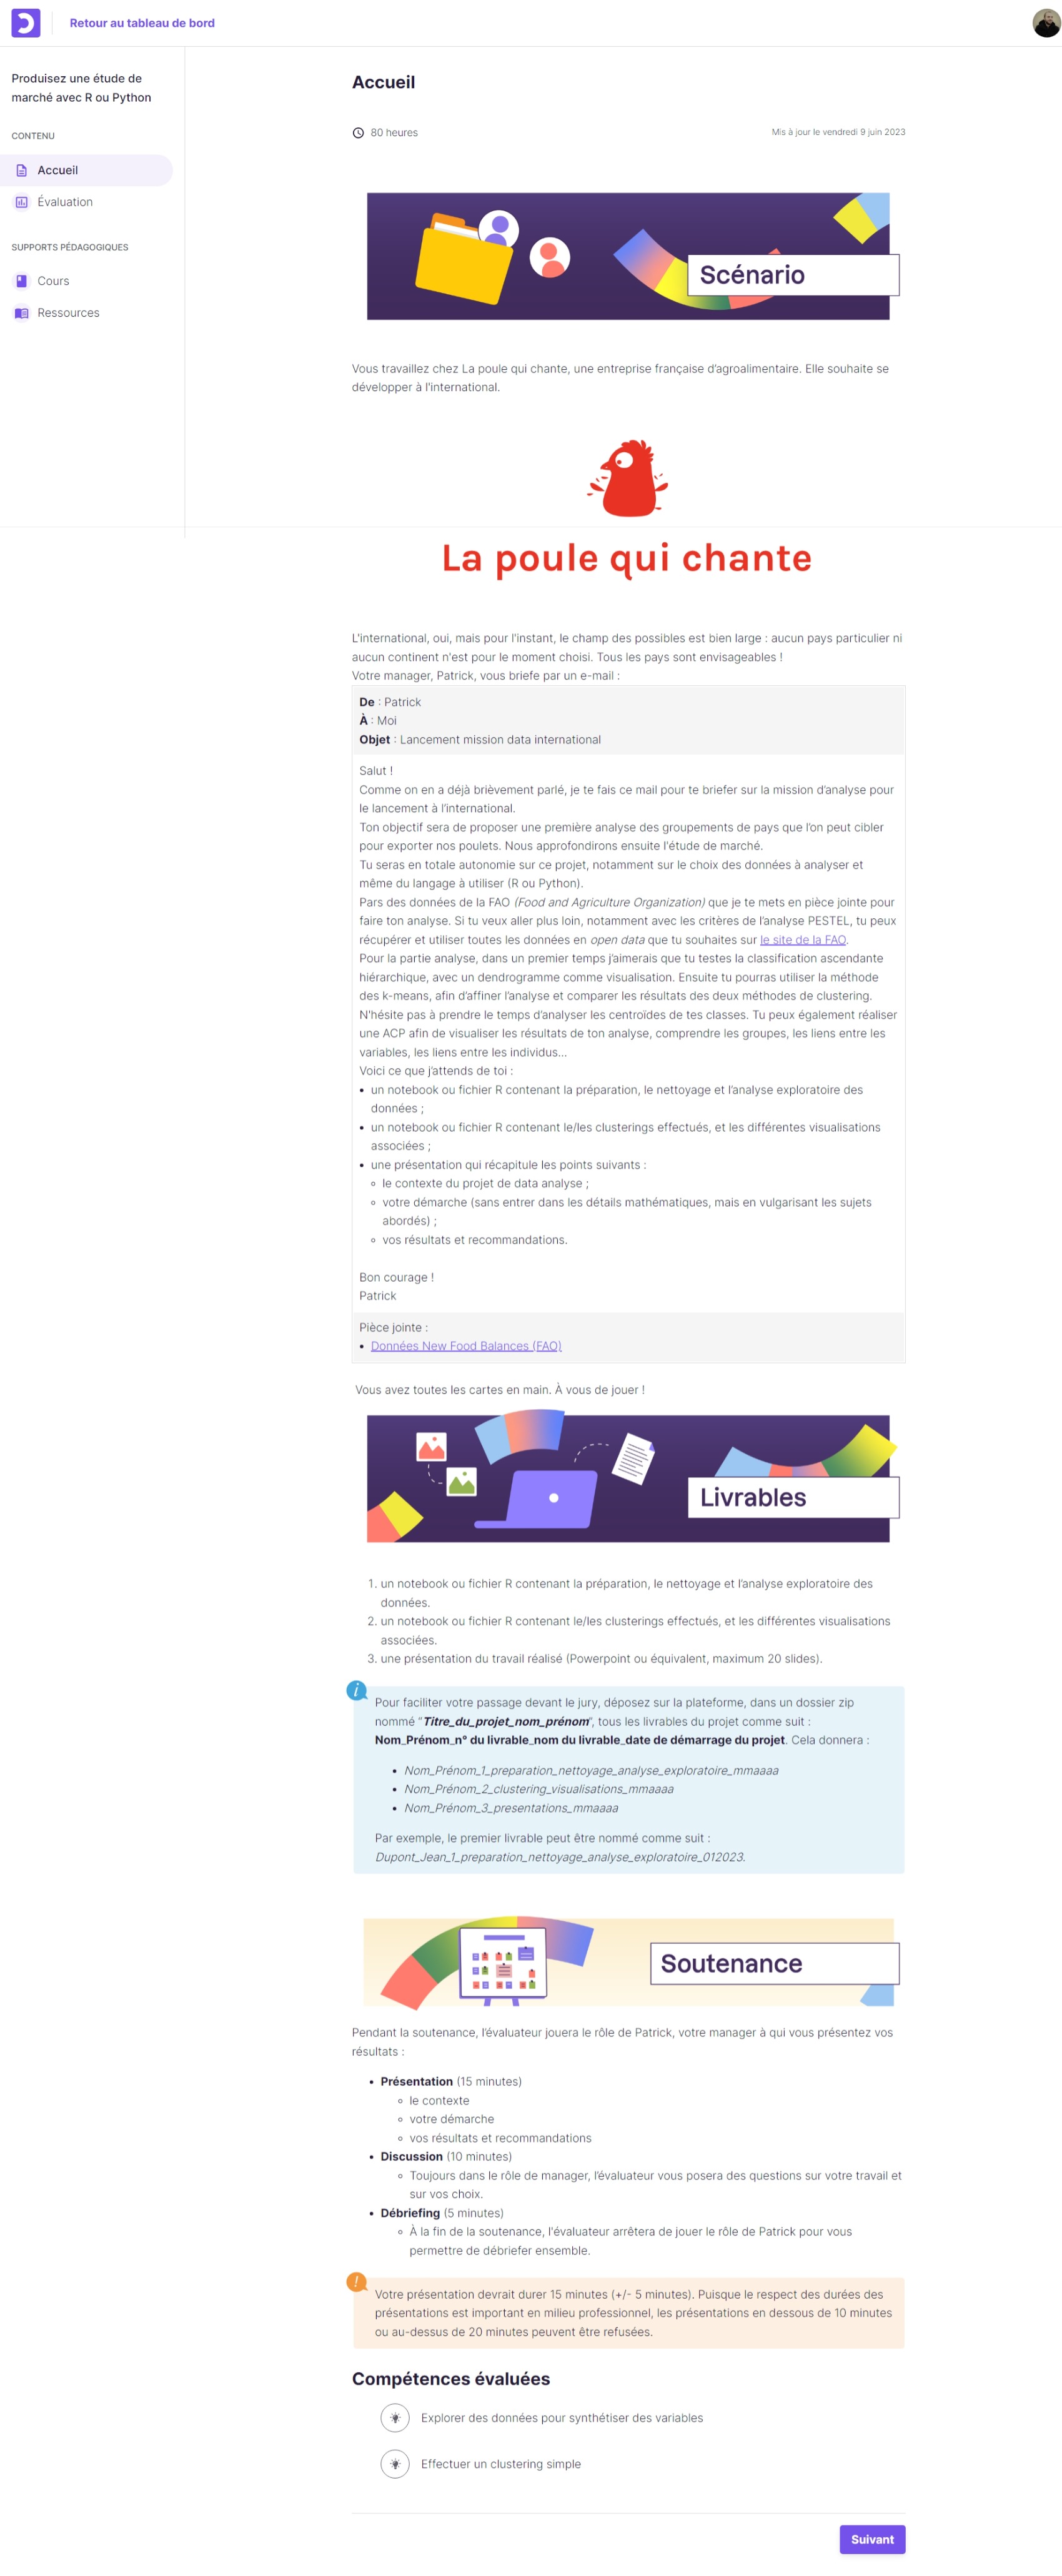 Retour au tableau de bord
Produisez une étude de
marché avec R ou Python
CONTENU
Accueil
Évaluation
SUPPORTS PÉDAGOGIQUES
Cours
Ressources
Accueil
80 heures
Mis à jour le vendredi 9 juin 2023
Scénario
Vous travaillez chez La poule qui chante, une entreprise française d’agroalimentaire. Elle souhaite se
développer à l'international.
La poule qui chante
L'international, oui, mais pour l'instant, le champ des possibles est bien large : aucun pays particulier ni
aucun continent n'est pour le moment choisi. Tous les pays sont envisageables !
Votre manager, Patrick, vous briefe par un e-mail :
De : Patrick
À : Moi
Objet : Lancement mission data international
Salut !
Comme on en a déjà brièvement parlé, je te fais ce mail pour te briefer sur la mission d’analyse pour
le lancement à l’international.
Ton objectif sera de proposer une première analyse des groupements de pays que l’on peut cibler
pour exporter nos poulets. Nous approfondirons ensuite l'étude de marché.
Tu seras en totale autonomie sur ce projet, notamment sur le choix des données à analyser et
même du langage à utiliser (R ou Python).
Pars des données de la FAO (Food and Agriculture Organization) que je te mets en pièce jointe pour
faire ton analyse. Si tu veux aller plus loin, notamment avec les critères de l’analyse PESTEL, tu peux
récupérer et utiliser toutes les données en open data que tu souhaites sur le site de la FAO.
Pour la partie analyse, dans un premier temps j’aimerais que tu testes la classification ascendante
hiérarchique, avec un dendrogramme comme visualisation. Ensuite tu pourras utiliser la méthode
des k-means, afin d’affiner l’analyse et comparer les résultats des deux méthodes de clustering.
N'hésite pas à prendre le temps d’analyser les centroïdes de tes classes. Tu peux également réaliser
une ACP afin de visualiser les résultats de ton analyse, comprendre les groupes, les liens entre les
variables, les liens entre les individus...
Voici ce que j’attends de toi :
• un notebook ou fichier R contenant la préparation, le nettoyage et l’analyse exploratoire des
données ;
• un notebook ou fichier R contenant le/les clusterings effectués, et les différentes visualisations
associées ;
• une présentation qui récapitule les points suivants :
◦ le contexte du projet de data analyse ;
◦ votre démarche (sans entrer dans les détails mathématiques, mais en vulgarisant les sujets
abordés) ;
◦ vos résultats et recommandations.
Bon courage !
Patrick
Pièce jointe :
• Données New Food Balances (FAO)
Vous avez toutes les cartes en main. À vous de jouer !
Livrables
1. un notebook ou fichier R contenant la préparation, le nettoyage et l’analyse exploratoire des
données.
2. un notebook ou fichier R contenant le/les clusterings effectués, et les différentes visualisations
associées.
3. une présentation du travail réalisé (Powerpoint ou équivalent, maximum 20 slides).
Pour faciliter votre passage devant le jury, déposez sur la plateforme, dans un dossier zip
nommé “Titre_du_projet_nom_prénom”, tous les livrables du projet comme suit :
Nom_Prénom_n° du livrable_nom du livrable_date de démarrage du projet. Cela donnera :
• Nom_Prénom_1_preparation_nettoyage_analyse_exploratoire_mmaaaa
• Nom_Prénom_2_clustering_visualisations_mmaaaa
• Nom_Prénom_3_presentations_mmaaaa
Par exemple, le premier livrable peut être nommé comme suit :
Dupont_Jean_1_preparation_nettoyage_analyse_exploratoire_012023.
Soutenance
Pendant la soutenance, l’évaluateur jouera le rôle de Patrick, votre manager à qui vous présentez vos
résultats :
• Présentation (15 minutes)
◦ le contexte
◦ votre démarche
◦ vos résultats et recommandations
• Discussion (10 minutes)
◦ Toujours dans le rôle de manager, l’évaluateur vous posera des questions sur votre travail et
sur vos choix.
• Débriefing (5 minutes)
◦ À la fin de la soutenance, l'évaluateur arrêtera de jouer le rôle de Patrick pour vous
permettre de débriefer ensemble.
Votre présentation devrait durer 15 minutes (+/- 5 minutes). Puisque le respect des durées des
présentations est important en milieu professionnel, les présentations en dessous de 10 minutes
ou au-dessus de 20 minutes peuvent être refusées.
Compétences évaluées
Explorer des données pour synthétiser des variables
Effectuer un clustering simple
Suivant